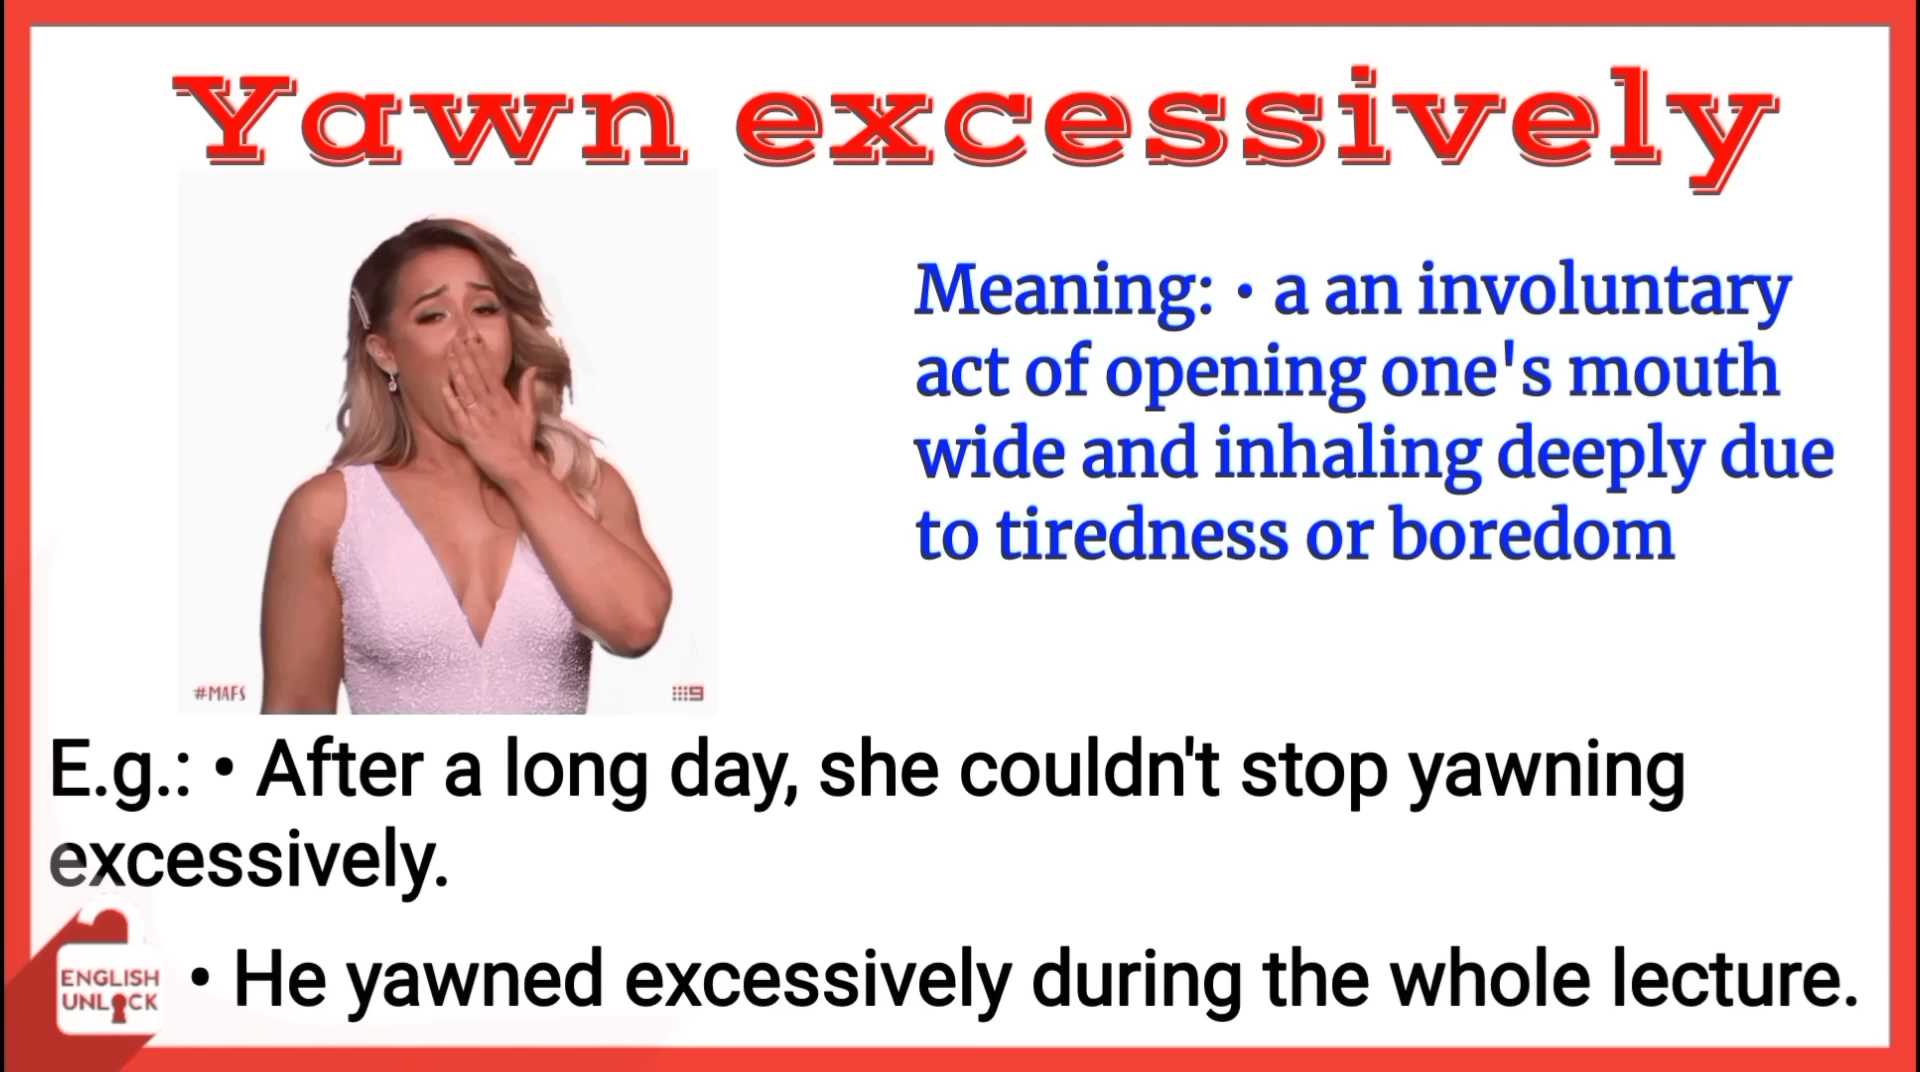 Yawn excessively
Meaning: • a an involuntary
act of opening one's mouth
wide and inhaling deeply due
to tiredness or boredom
#MAFS
9
E.g.: • After a long day, she couldn't stop yawning
excessively.
• He yawned excessively during the whole lecture.
ENGLISH
UNLOCK